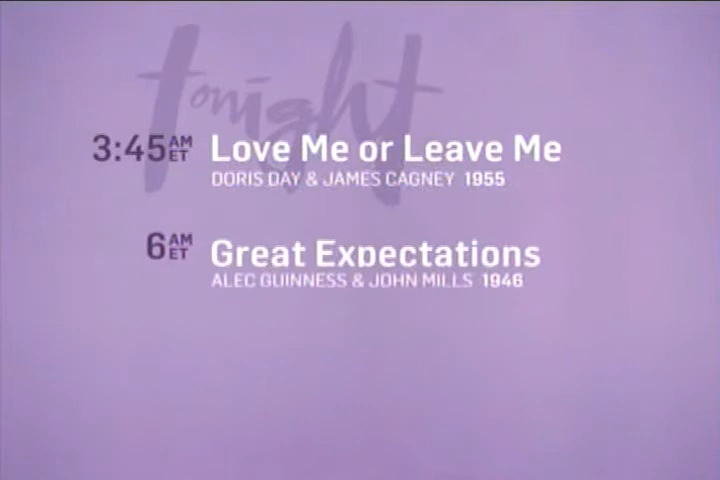 tonight
3:45 AM ET Love Me or Leave Me
DORIS DAY & JAMES CAGNEY 1955
6 AM ET Great Expectations
ALEC GUINNESS & JOHN MILLS 1946